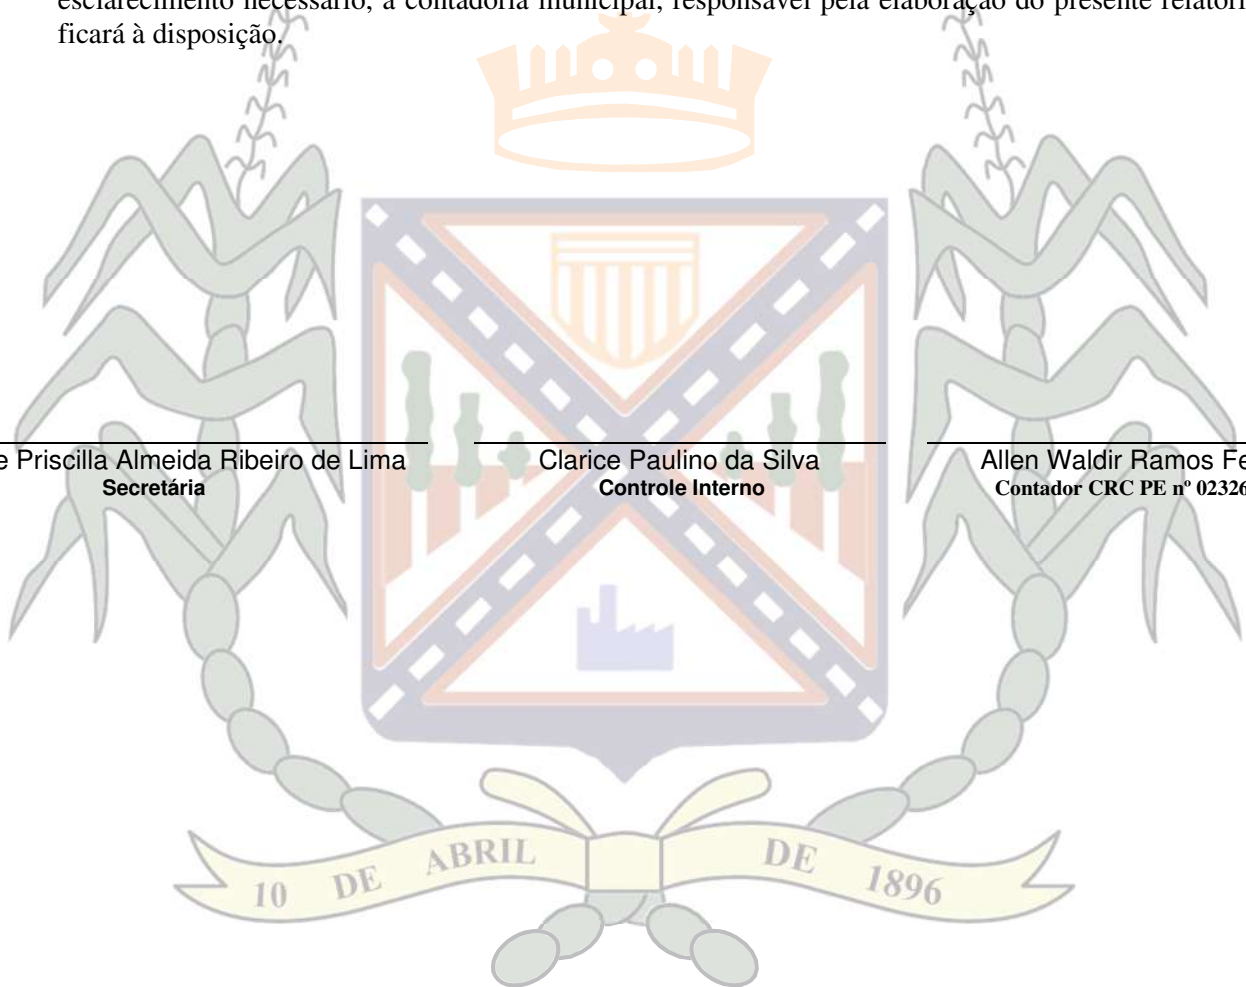 esclarecimento necessário, a contadoria municipal, responsável pela elaboração do presente relatóri
ficará à disposição.
e Priscilla Almeida Ribeiro de Lima
Secretária
Clarice Paulino da Silva
Controle Interno
Allen Waldir Ramos Fe
Contador CRC PE nº 02326
10 DE ABRIL DE 1896